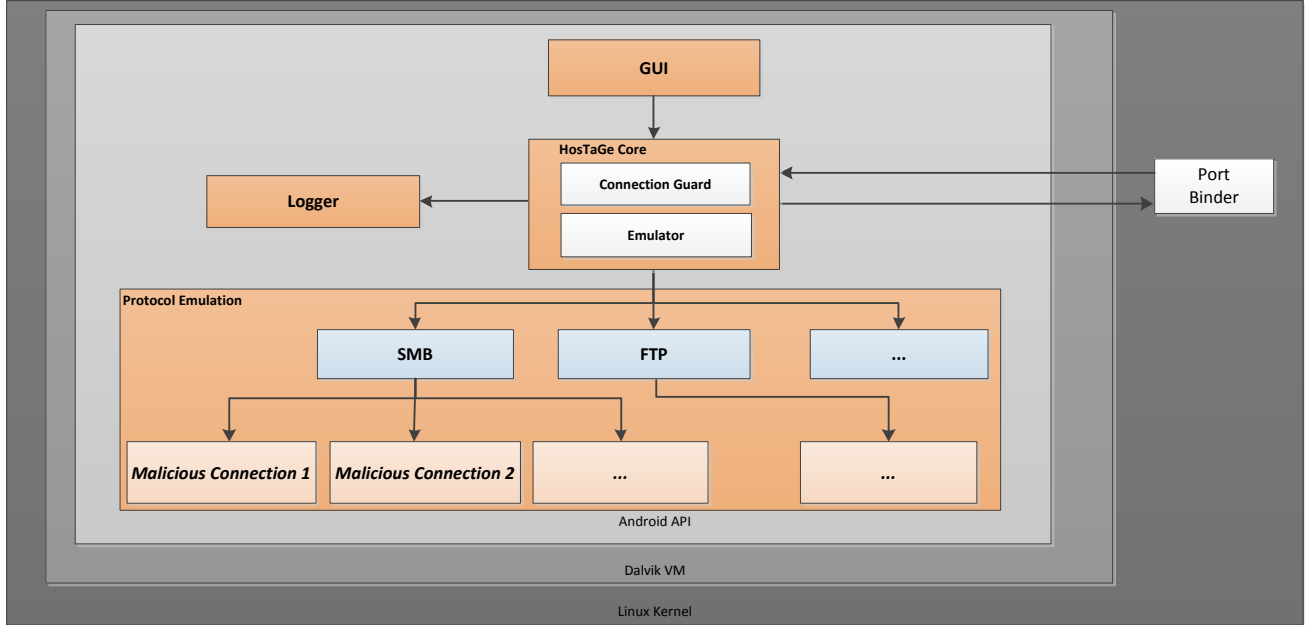 GUI
HosTaGe Core
Connection Guard
Emulator
Logger
Port
Binder
Protocol Emulation
SMB
FTP
...
Malicious Connection 1
Malicious Connection 2
...
...
Android API
Dalvik VM
Linux Kernel